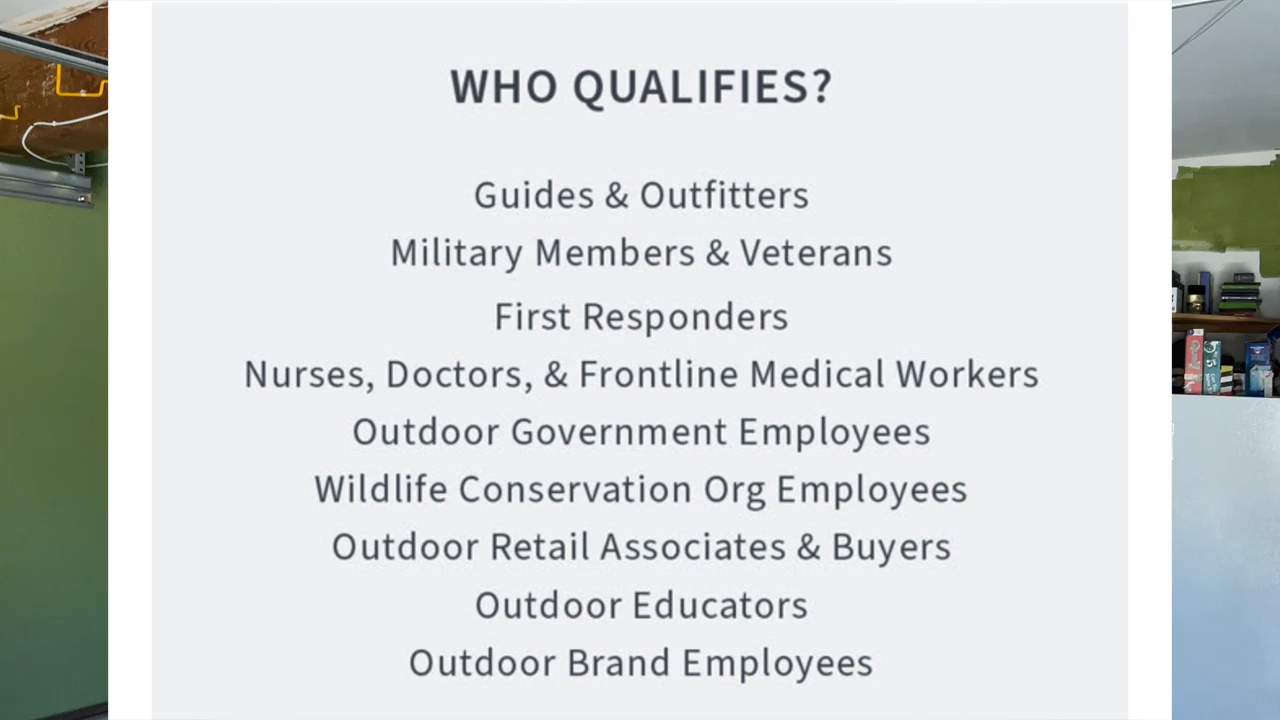 WHO QUALIFIES?
Guides & Outfitters
Military Members & Veterans
First Responders
Nurses, Doctors, & Frontline Medical Workers
Outdoor Government Employees
Wildlife Conservation Org Employees
Outdoor Retail Associates & Buyers
Outdoor Educators
Outdoor Brand Employees